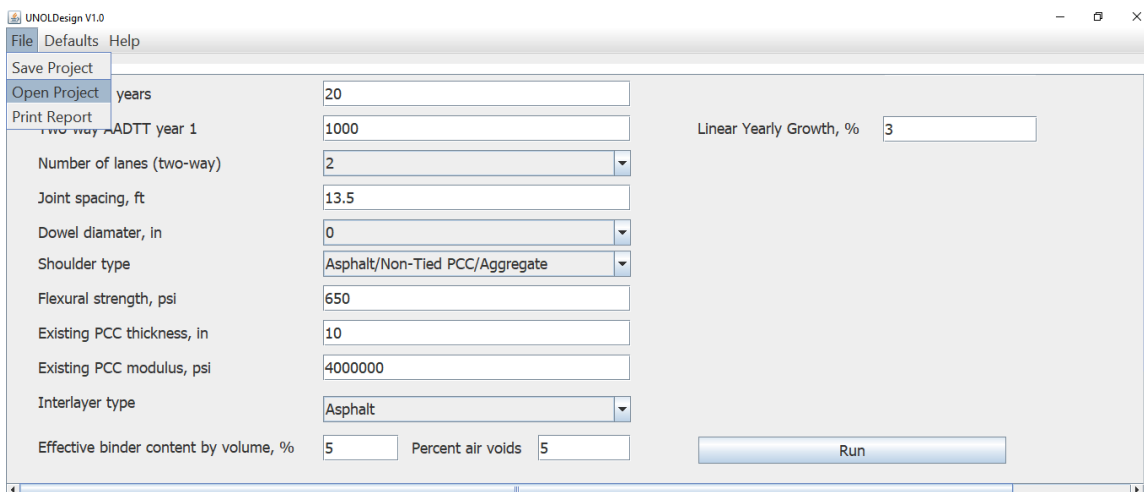 UNOLDesign V1.0
File Defaults Help
Save Project
Open Project
Print Report
years 20
Two-way AADTT year 1 1000 Linear Yearly Growth, % 3
Number of lanes (two-way) 2
Joint spacing, ft 13.5
Dowel diamater, in 0
Shoulder type Asphalt/Non-Tied PCC/Aggregate
Flexural strength, psi 650
Existing PCC thickness, in 10
Existing PCC modulus, psi 4000000
Interlayer type Asphalt
Effective binder content by volume, % 5 Percent air voids 5 Run